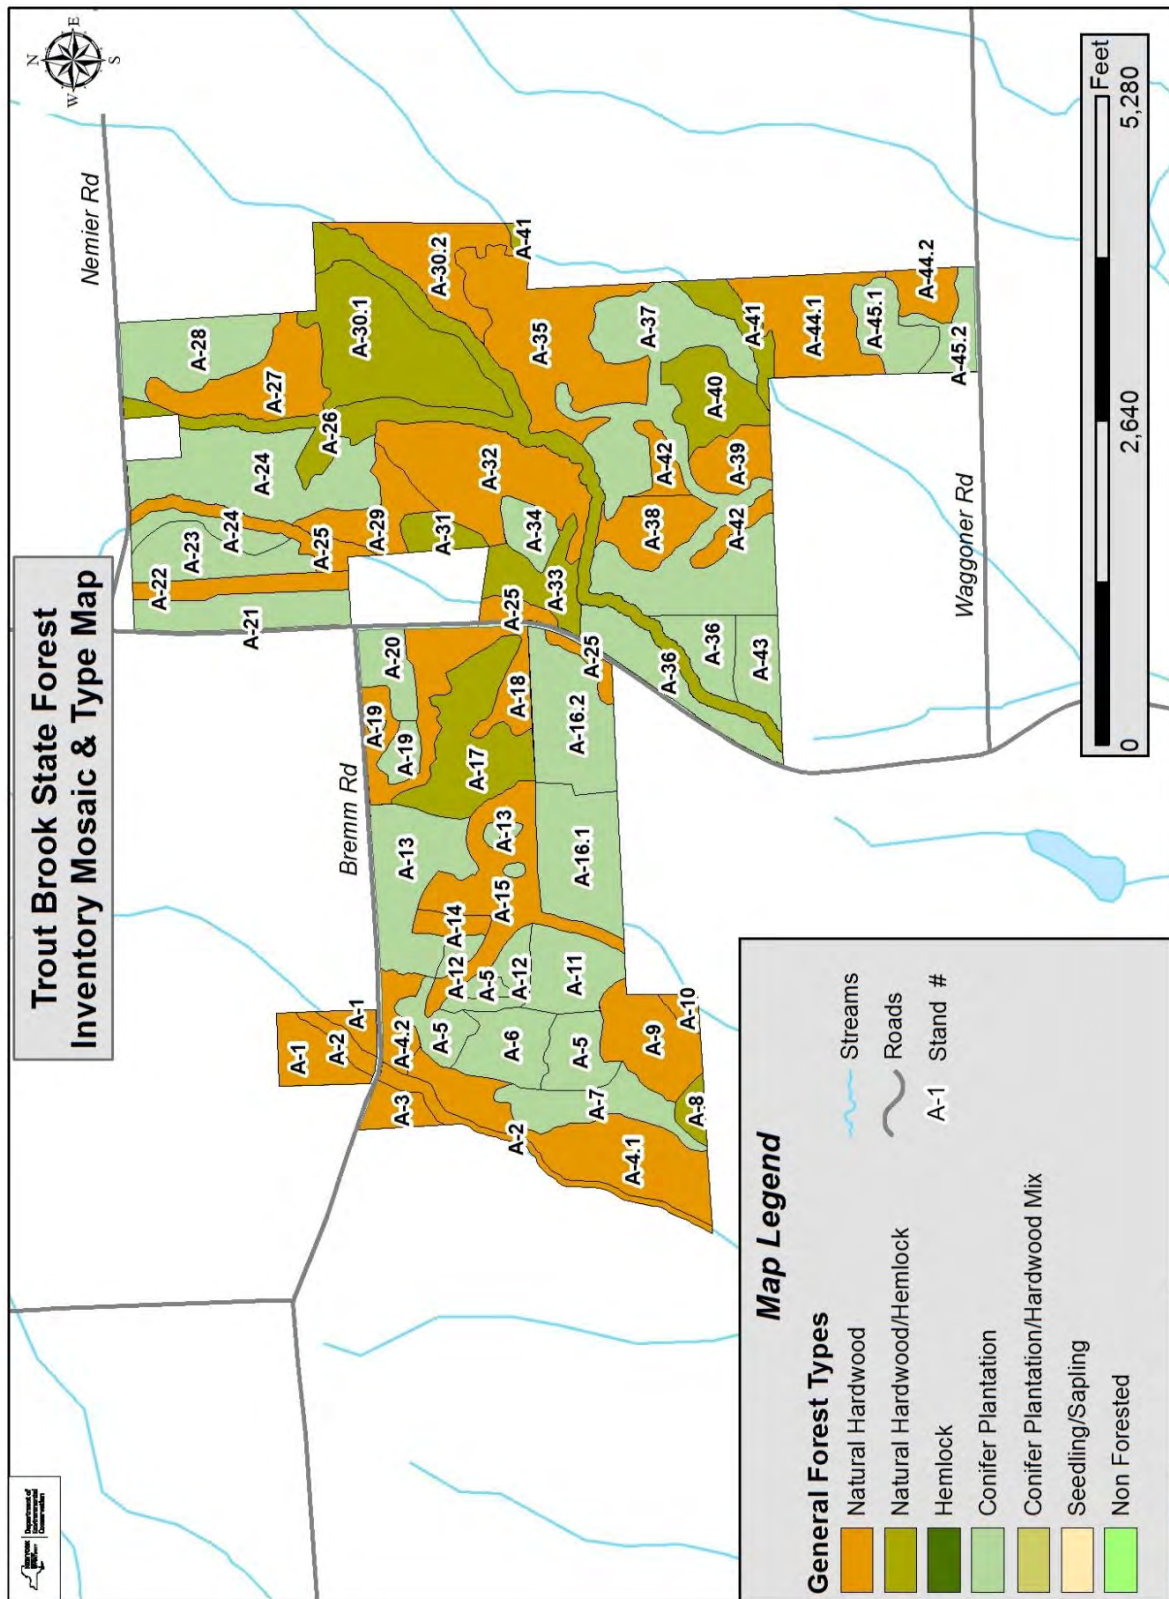 Trout Brook State Forest
Inventory Mosaic & Type Map
Department of
Environmental
Conservation
N
E
S
W
Nemier Rd
Bremm Rd
Waggoner Rd
A-1
A-2
A-1
A-3
A-4.2
A-2
A-4.1
A-5
A-6
A-5
A-7
A-8
A-9
A-10
A-12
A-5
A-12
A-11
A-14
A-15
A-13
A-13
A-16.1
A-17
A-18
A-16.2
A-19
A-19
A-20
A-21
A-22
A-23
A-24
A-24
A-25
A-25
A-25
A-26
A-27
A-28
A-29
A-30.1
A-30.2
A-31
A-32
A-33
A-34
A-35
A-36
A-36
A-37
A-38
A-39
A-40
A-41
A-41
A-42
A-42
A-43
A-44.1
A-44.2
A-45.1
A-45.2
Map Legend
General Forest Types
Natural Hardwood
Natural Hardwood/Hemlock
Hemlock
Conifer Plantation
Conifer Plantation/Hardwood Mix
Seedling/Sapling
Non Forested
Streams
Roads
A-1 Stand #
Feet
0 2,640 5,280